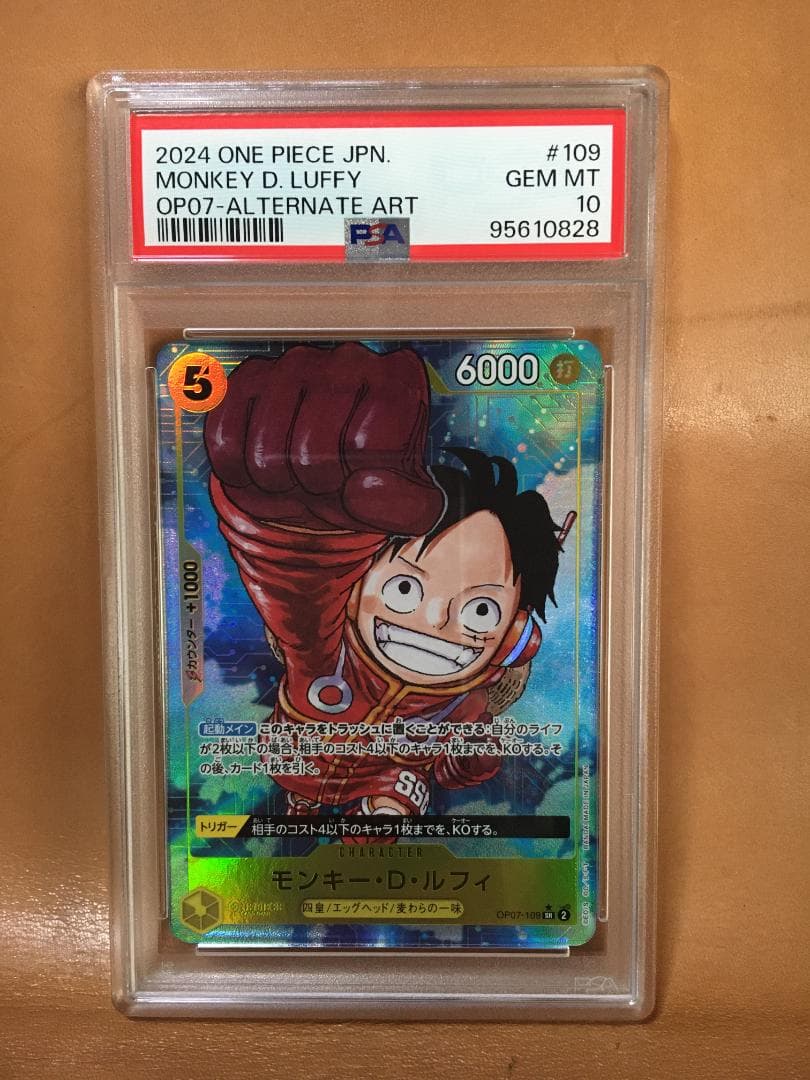 2024 ONE PIECE JPN. #109
MONKEY D. LUFFY GEM MT
OP07-ALTERNATE ART 10
PSA 95610828
5
6000 打
カウンター +1000
起動メイン このキャラをトラッシュに置くことができる:自分のライフ
が2枚以下の場合、相手のコスト4以下のキャラ1枚までを、KOする。そ
の後、カード1枚を引く。
トリガー 相手のコスト4以下のキャラ1枚までを、KOする。
CHARACTER
モンキー・D・ルフィ
四皇/エッグヘッド/麦わらの一味
OP07-109 SR 2
BANDAI MADE IN JAPAN
PSA